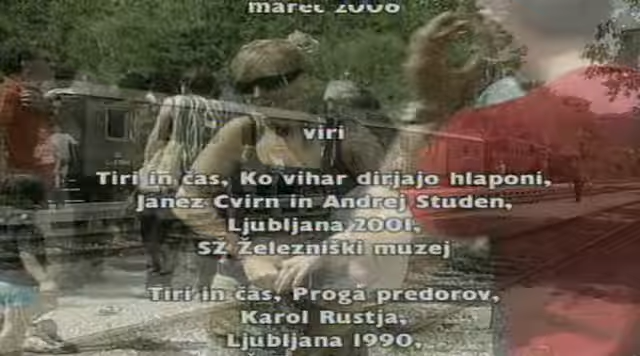 marec 2006
viri
Tiri in čas, Ko vihar dirjajo hlaponi,
Janez Cvirn in Andrej Studen,
Ljubljana 2001,
SŽ Železniški muzej
Tiri in čas, Proga predorov,
Karol Rustja,
Ljubljana 1990,